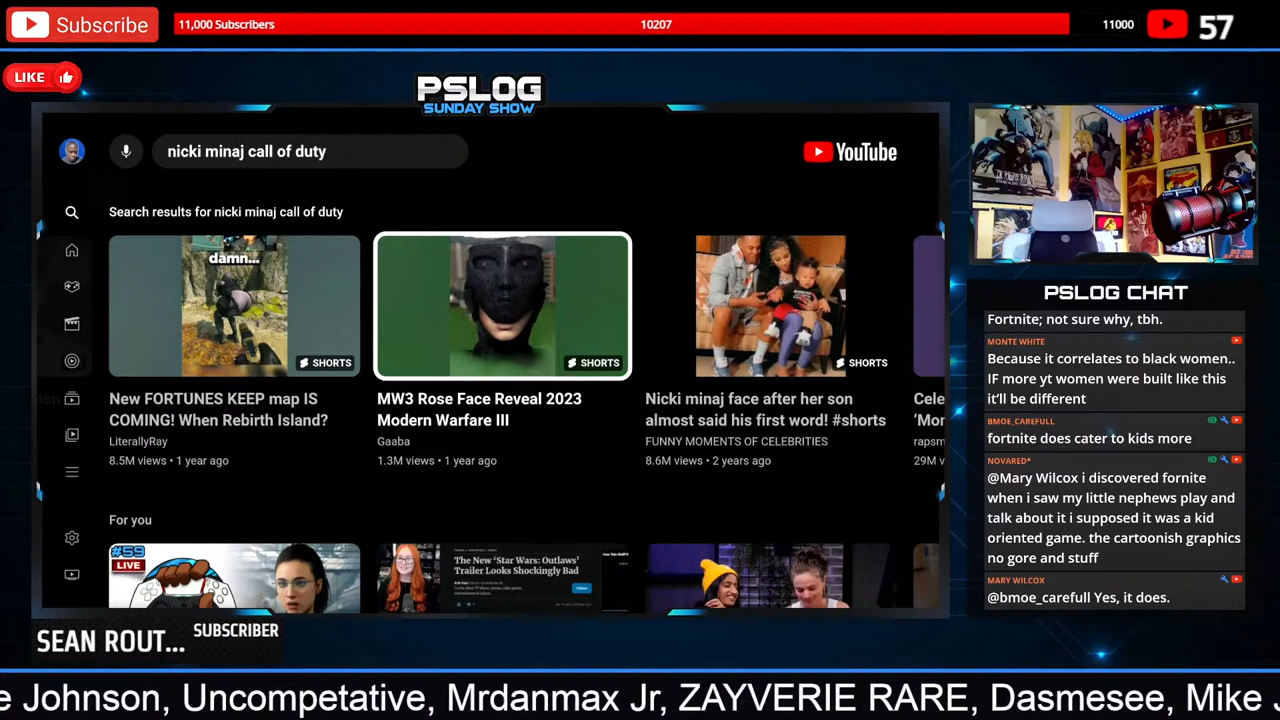 Subscribe
11,000 Subscribers
10207
11000
57
LIKE
PSLOG
SUNDAY SHOW
nicki minaj call of duty
YouTube
Search results for nicki minaj call of duty
damn...
SHORTS
SHORTS
SHORTS
New FORTUNES KEEP map IS
COMING! When Rebirth Island?
LiterallyRay
8.5M views • 1 year ago
MW3 Rose Face Reveal 2023
Modern Warfare III
Gaaba
1.3M views • 1 year ago
Nicki minaj face after her son
almost said his first word! #shorts
FUNNY MOMENTS OF CELEBRITIES
8.6M views • 2 years ago
Cele
'Mo
rapsm
29M v
For you
#59
LIVE
The New 'Star Wars: Outlaws'
Trailer Looks Shockingly Bad
PSLOG CHAT
Fortnite; not sure why, tbh.
MONTE WHITE
Because it correlates to black women..
IF more yt women were built like this
it'll be different
BMOE_CAREFULL
fortnite does cater to kids more
NOVARED*
@Mary Wilcox i discovered fornite
when i saw my little nephews play and
talk about it i supposed it was a kid
oriented game. the cartoonish graphics
no gore and stuff
MARY WILCOX
@bmoe_carefull Yes, it does.
SEAN ROUT...
SUBSCRIBER
e Johnson, Uncompetative, Mrdanmax Jr, ZAYVERIE RARE, Dasmesee, Mike J